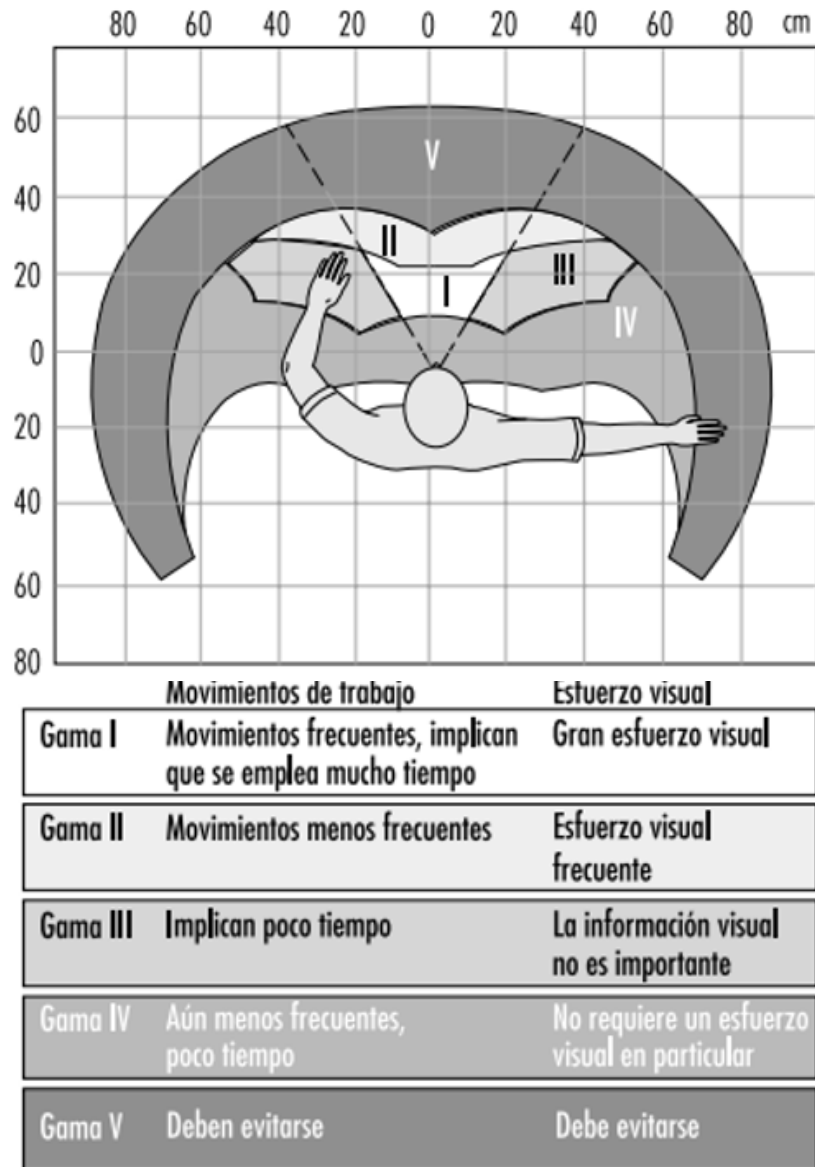 80 60 40 20 0 20 40 60 80 cm
60
40
20
0
20
40
60
80
V
II
III
I
IV
Movimientos de trabajo Esfuerzo visual
Gama I Movimientos frecuentes, implican Gran esfuerzo visual
que se emplea mucho tiempo
Gama II Movimientos menos frecuentes Esfuerzo visual
frecuente
Gama III Implican poco tiempo La información visual
no es importante
Gama IV Aún menos frecuentes, No requiere un esfuerzo
poco tiempo visual en particular
Gama V Deben evitarse Debe evitarse